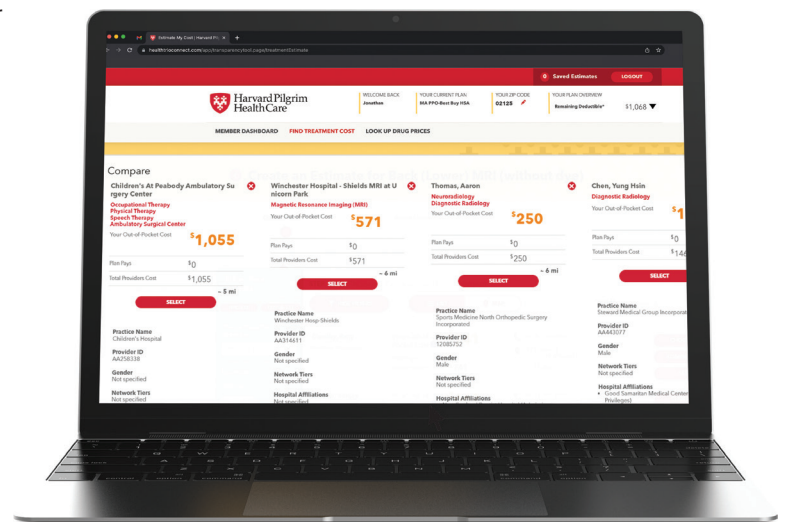 Estimate My Cost | Harvard Pil
healthtrioconnect.com/app/transparencytool.page/treatmentEstimate
0 Saved Estimates
LOGOUT
Harvard Pilgrim
HealthCare
WELCOME BACK
Jonathan
YOUR CURRENT PLAN
MA PPO-Best Buy HSA
YOUR ZIP CODE
02125
YOUR PLAN OVERVIEW
Remaining Deductible* $1,068
MEMBER DASHBOARD FIND TREATMENT COST LOOK UP DRUG PRICES
Compare
Children's At Peabody Ambulatory Su
rgery Center
Occupational Therapy
Physical Therapy
Speech Therapy
Ambulatory Surgical Center
Your Out-of-Pocket Cost $1,055
Plan Pays $0
Total Providers Cost $1,055
~ 5 mi
SELECT
Practice Name
Children's Hospital
Provider ID
AA258338
Gender
Not specified
Network Tiers
Not specified
Winchester Hospital - Shields MRI at U
nicorn Park
Magnetic Resonance Imaging (MRI)
Your Out-of-Pocket Cost $571
Plan Pays $0
Total Providers Cost $571
~ 6 mi
SELECT
Practice Name
Winchester Hosp-Shields
Provider ID
AA314611
Gender
Not specified
Network Tiers
Not specified
Hospital Affiliations
Not specified
Thomas, Aaron
Neuroradiology
Diagnostic Radiology
Your Out-of-Pocket Cost $250
Plan Pays $0
Total Providers Cost $250
~ 6 mi
SELECT
Practice Name
Sports Medicine North Orthopedic Surgery
Incorporated
Provider ID
12085752
Gender
Male
Network Tiers
Not specified
Hospital Affiliations
Chen, Yung Hsin
Diagnostic Radiology
Your Out-of-Pocket Cost $1
Plan Pays $0
Total Providers Cost $146
SELECT
Practice Name
Steward Medical Group Incorporat
Provider ID
AA443077
Gender
Male
Network Tiers
Not specified
Hospital Affiliations
• Good Samaritan Medical Center
Privileges)